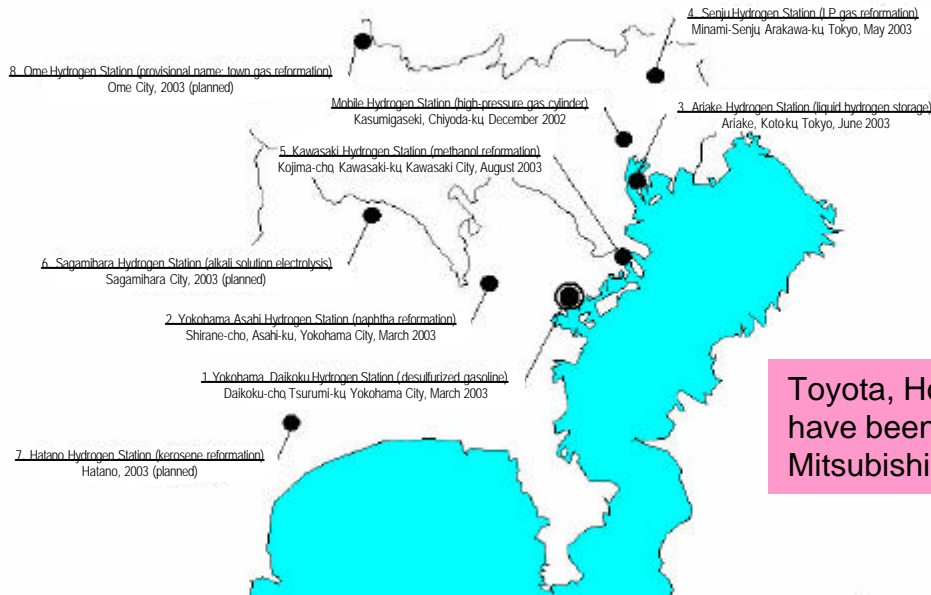 4. Senju Hydrogen Station (LP gas reformation)
Minami-Senju, Arakawa-ku, Tokyo, May 2003
8. Ome Hydrogen Station (provisional name: town gas reformation)
Ome City, 2003 (planned)
Mobile Hydrogen Station (high-pressure gas cylinder)
Kasumigaseki, Chiyoda-ku, December 2002
3. Ariake Hydrogen Station (liquid hydrogen storage)
Ariake, Koto-ku, Tokyo, June 2003
5. Kawasaki Hydrogen Station (methanol reformation)
Kojima-cho, Kawasaki-ku, Kawasaki City, August 2003
6. Sagamihara Hydrogen Station (alkali solution electrolysis)
Sagamihara City, 2003 (planned)
2. Yokohama Asahi Hydrogen Station (naphtha reformation)
Shirane-cho, Asahi-ku, Yokohama City, March 2003
1. Yokohama Daikoku Hydrogen Station (desulfurized gasoline)
Daikoku-cho, Tsurumi-ku, Yokohama City, March 2003
7. Hatano Hydrogen Station (kerosene reformation)
Hatano, 2003 (planned)
Toyota,
have been
Mitsubishi